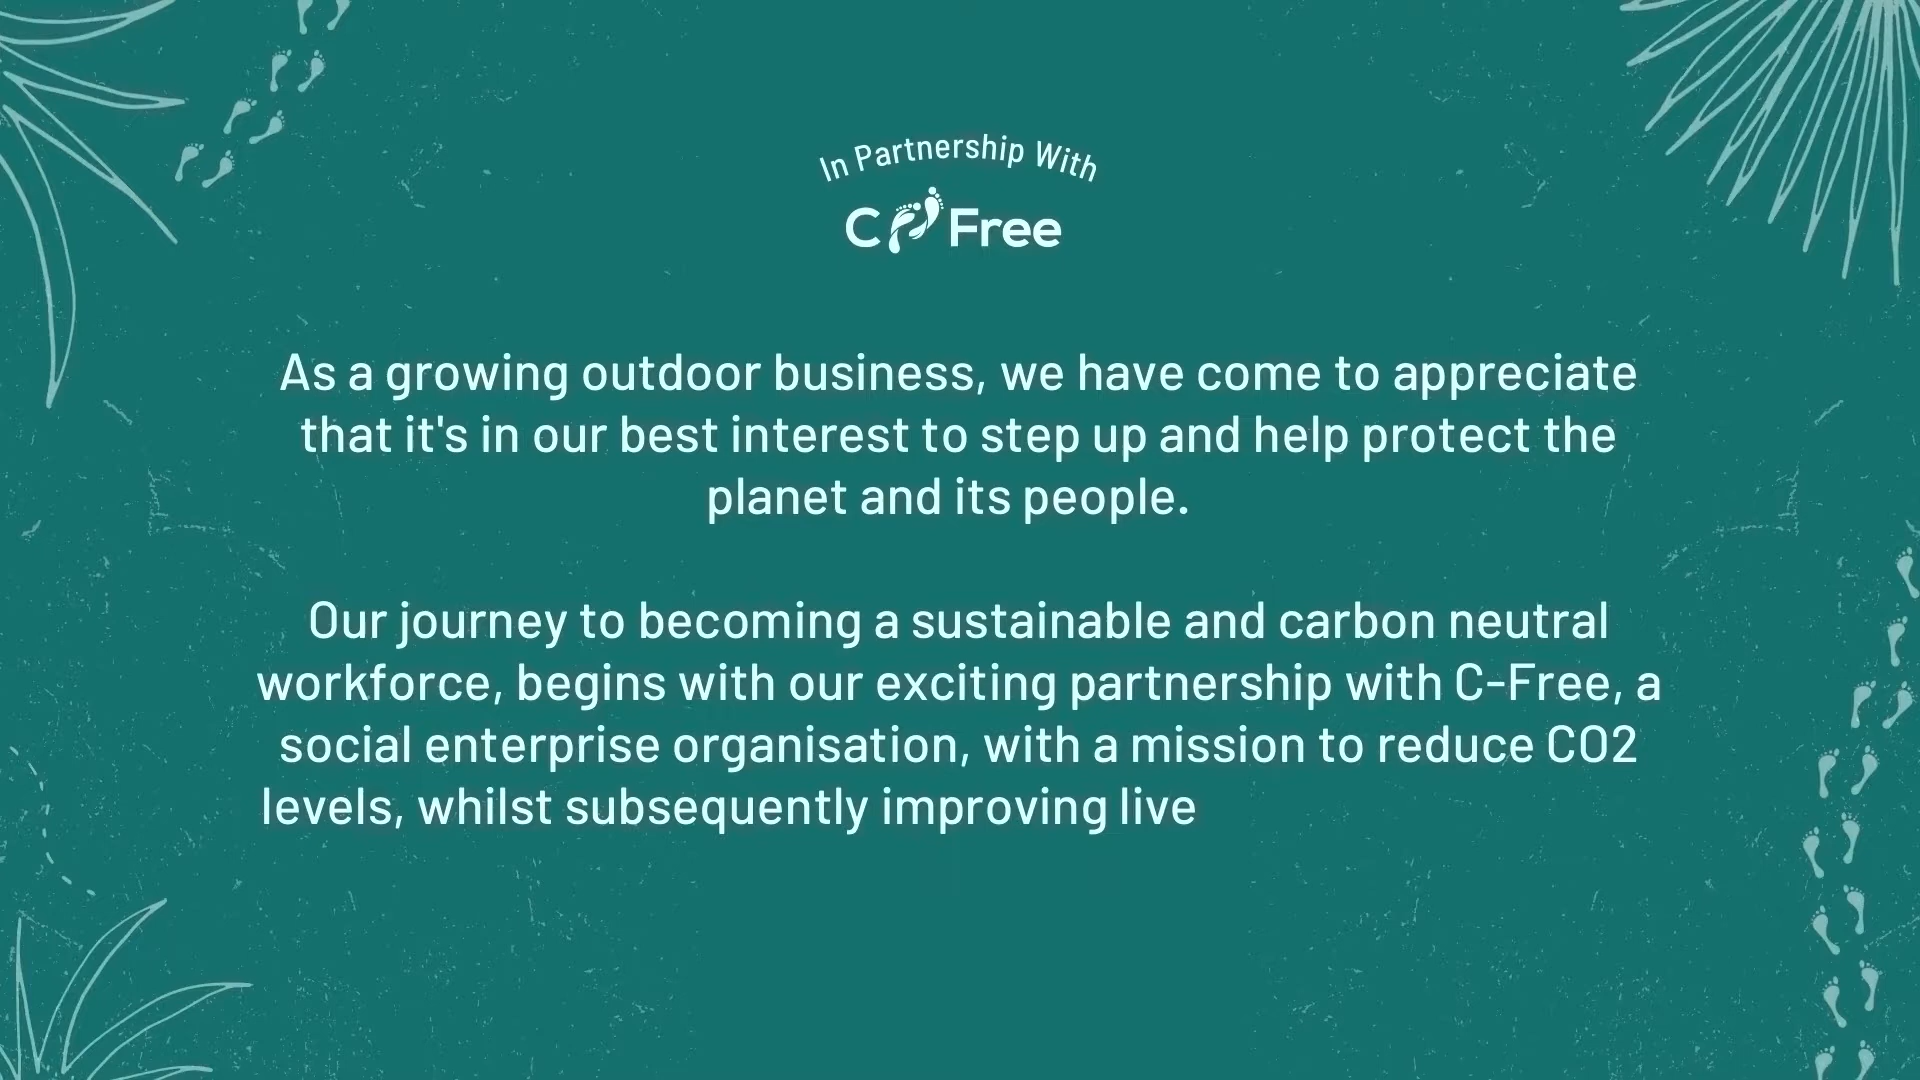 In Partnership With
C Free
As a growing outdoor business, we have come to appreciate
that it's in our best interest to step up and help protect the
planet and its people.
Our journey to becoming a sustainable and carbon neutral
workforce, begins with our exciting partnership with C-Free, a
social enterprise organisation, with a mission to reduce CO2
levels, whilst subsequently improving live